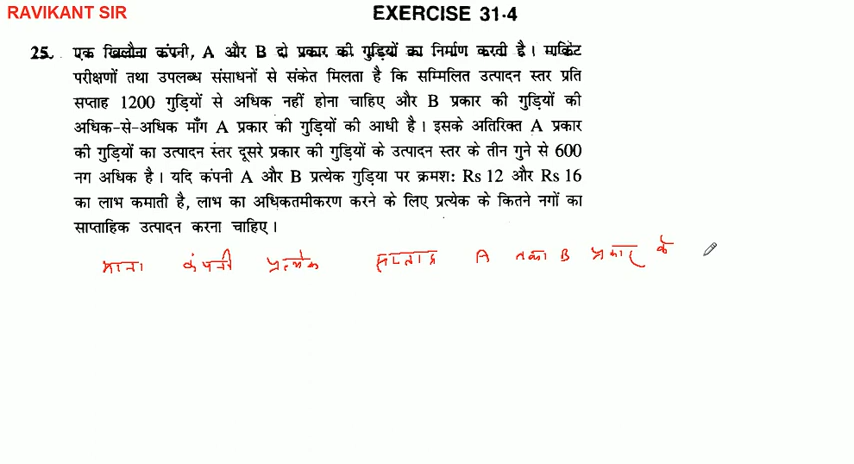 RAVIKANT SIR
EXERCISE 31·4
25. एक खिलौना कंपनी, A और B दो प्रकार की गुड़ियों का निर्माण करती है। मार्किट
परीक्षणों तथा उपलब्ध संसाधनों से संकेत मिलता है कि सम्मिलित उत्पादन स्तर प्रति
सप्ताह 1200 गुड़ियों से अधिक नहीं होना चाहिए और B प्रकार की गुड़ियों की
अधिक-से-अधिक माँग A प्रकार की गुड़ियों की आधी है। इसके अतिरिक्त A प्रकार
की गुड़ियों का उत्पादन स्तर दूसरे प्रकार की गुड़ियों के उत्पादन स्तर के तीन गुने से 600
नग अधिक है। यदि कंपनी A और B प्रत्येक गुड़िया पर क्रमश: Rs 12 और Rs 16
का लाभ कमाती है, लाभ का अधिकतमीकरण करने के लिए प्रत्येक के कितने नगों का
साप्ताहिक उत्पादन करना चाहिए।
माना कंपनी प्रत्येक सप्ताह A तथा B प्रकार के